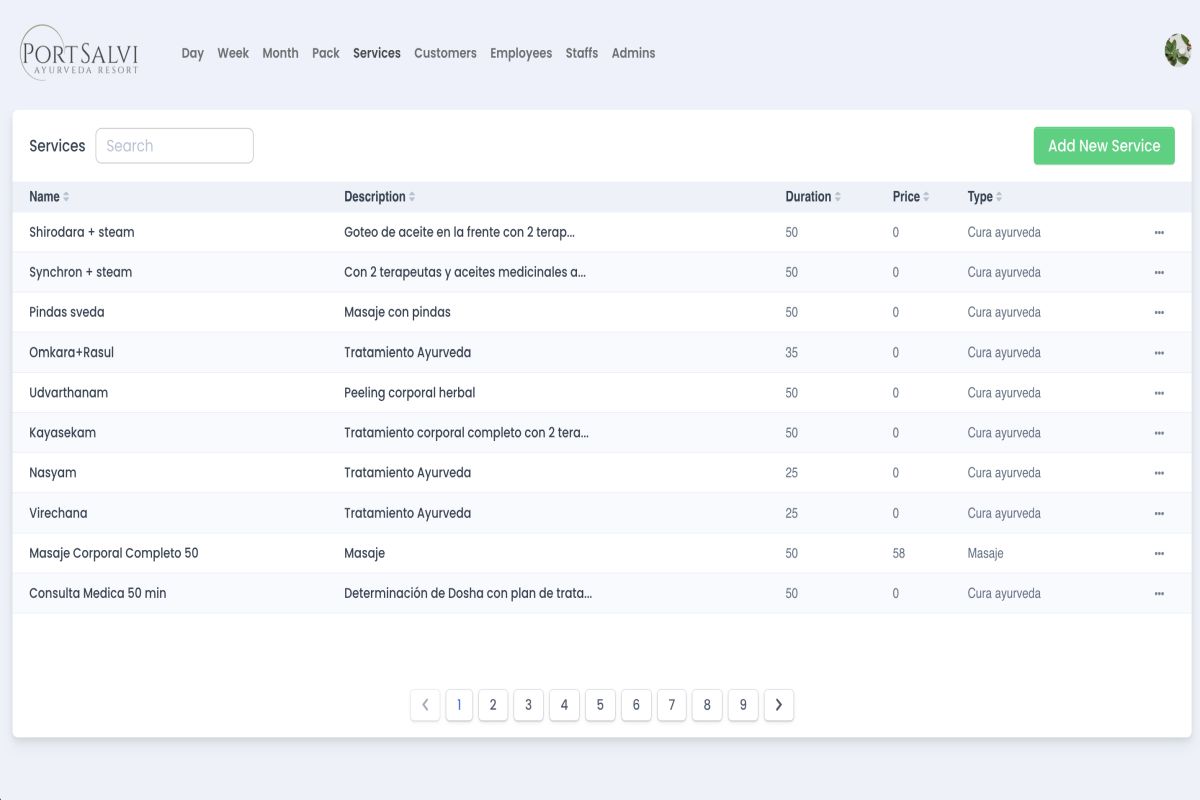 PORTSALVI
AYURVEDA RESORT
Day Week Month Pack Services Customers Employees Staffs Admins
Services Search Add New Service
Name Description Duration Price Type
Shirodara + steam Goteo de aceite en la frente con 2 terap... 50 0 Cura ayurveda
Synchron + steam Con 2 terapeutas y aceites medicinales a... 50 0 Cura ayurveda
Pindas sveda Masaje con pindas 50 0 Cura ayurveda
Omkara+Rasul Tratamiento Ayurveda 35 0 Cura ayurveda
Udvarthanam Peeling corporal herbal 50 0 Cura ayurveda
Kayasekam Tratamiento corporal completo con 2 tera... 50 0 Cura ayurveda
Nasyam Tratamiento Ayurveda 25 0 Cura ayurveda
Virechana Tratamiento Ayurveda 25 0 Cura ayurveda
Masaje Corporal Completo 50 Masaje 50 58 Masaje
Consulta Medica 50 min Determinación de Dosha con plan de trata... 50 0 Cura ayurveda
1 2 3 4 5 6 7 8 9